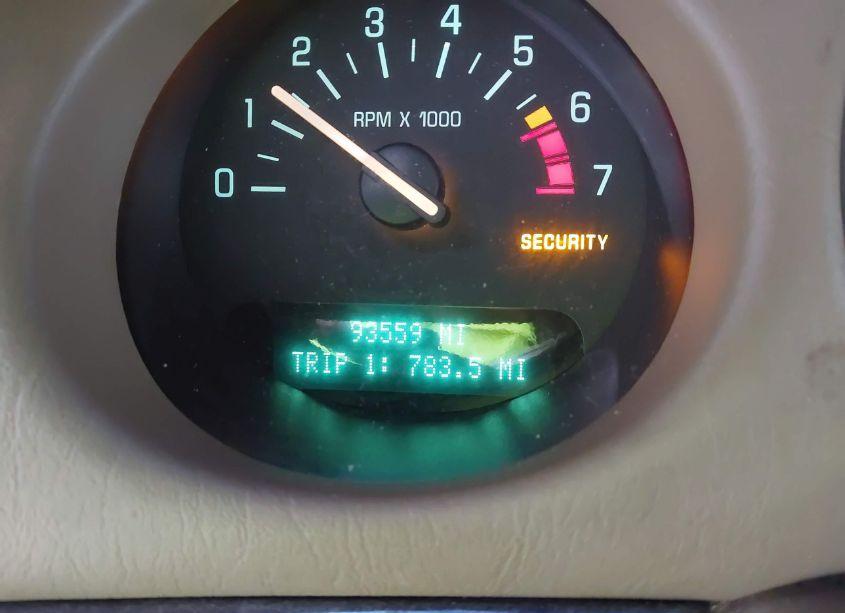 0 1 2 3 4 5 6 7
RPM X 1000
SECURITY
93559 MI
TRIP 1: 783.5 MI